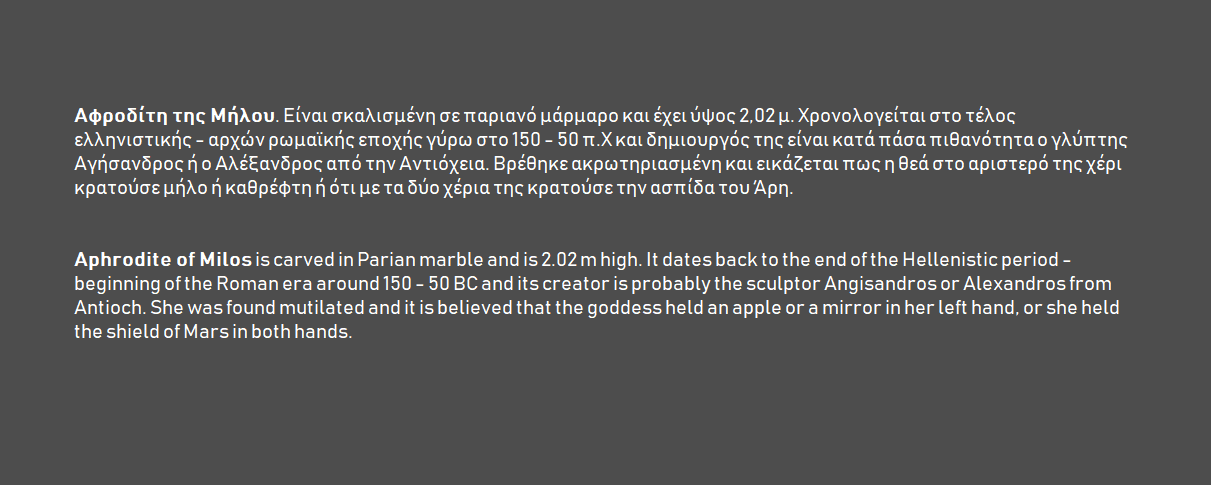 Αφροδίτη της Μήλου. Είναι σκαλισμένη σε παριανό μάρμαρο και έχει ύψος 2,02 μ. Χρονολογείται στο τέλος
ελληνιστικής - αρχών ρωμαϊκής εποχής γύρω στο 150 - 50 π.Χ και δημιουργός της είναι κατά πάσα πιθανότητα ο γλύπτης
Αγήσανδρος ή ο Αλέξανδρος από την Αντιόχεια. Βρέθηκε ακρωτηριασμένη και εικάζεται πως η θεά στο αριστερό της χέρι
κρατούσε μήλο ή καθρέφτη ή ότι με τα δύο χέρια της κρατούσε την ασπίδα του Άρη.
Aphrodite of Milos is carved in Parian marble and is 2.02 m high. It dates back to the end of the Hellenistic period -
beginning of the Roman era around 150 - 50 BC and its creator is probably the sculptor Angisandros or Alexandros from
Antioch. She was found mutilated and it is believed that the goddess held an apple or a mirror in her left hand, or she held
the shield of Mars in both hands.